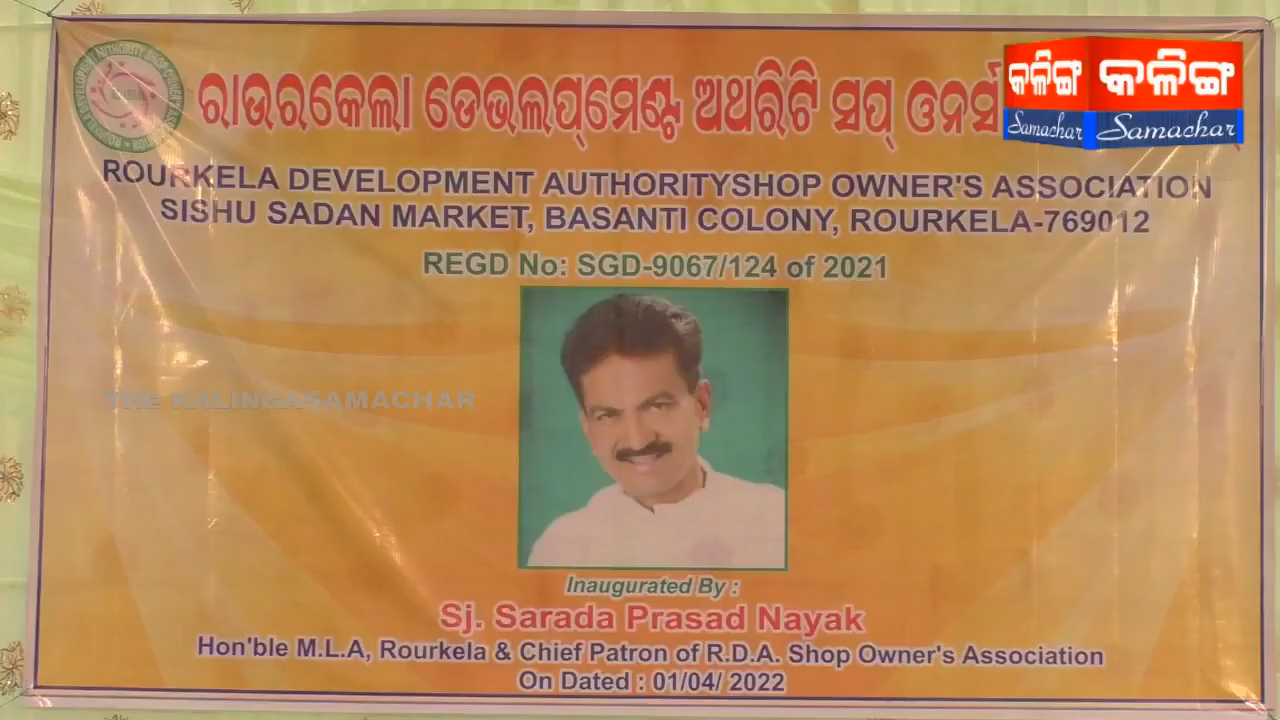 ରାଉରକେଲା ଡେଭଲପ୍‌ମେଣ୍ଟ ଅଥରିଟି ସପ୍ ଓନର୍ସ
କଳିଙ୍ଗ କଳିଙ୍ଗ
Samachar Samachar
ROURKELA DEVELOPMENT AUTHORITYSHOP OWNER'S ASSOCIATION
SISHU SADAN MARKET, BASANTI COLONY, ROURKELA-769012
REGD No: SGD-9067/124 of 2021
THE KALINGASAMACHAR
Inaugurated By :
Sj. Sarada Prasad Nayak
Hon'ble M.L.A, Rourkela & Chief Patron of R.D.A. Shop Owner's Association
On Dated : 01/04/ 2022